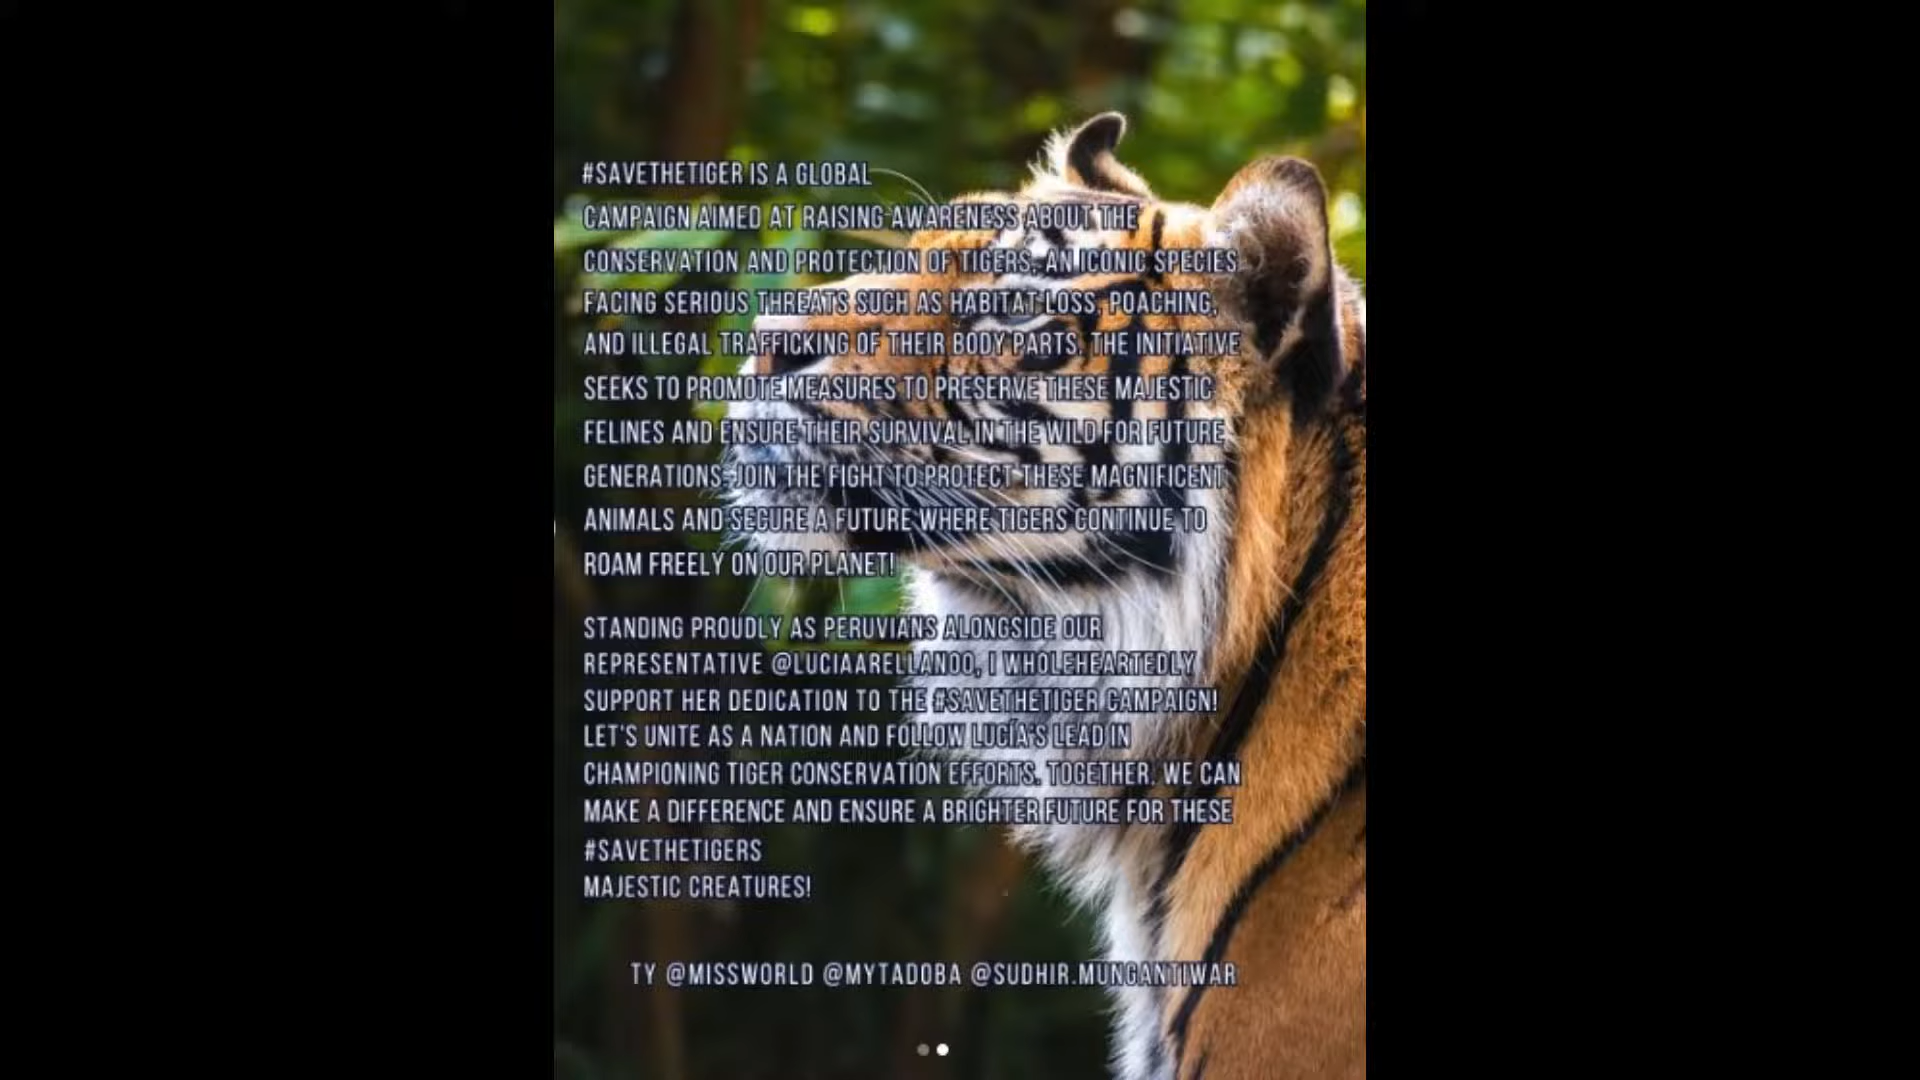 #SAVETHETIGER IS A GLOBAL
CAMPAIGN AIMED AT RAISING AWARENESS ABOUT THE
CONSERVATION AND PROTECTION OF TIGERS, AN ICONIC SPECIES
FACING SERIOUS THREATS SUCH AS HABITAT LOSS, POACHING,
AND ILLEGAL TRAFFICKING OF THEIR BODY PARTS. THE INITIATIVE
SEEKS TO PROMOTE MEASURES TO PRESERVE THESE MAJESTIC
FELINES AND ENSURE THEIR SURVIVAL IN THE WILD FOR FUTURE
GENERATIONS. JOIN THE FIGHT TO PROTECT THESE MAGNIFICENT
ANIMALS AND SECURE A FUTURE WHERE TIGERS CONTINUE TO
ROAM FREELY ON OUR PLANET!
STANDING PROUDLY AS PERUVIANS ALONGSIDE OUR
REPRESENTATIVE @LUCIAARELLANOO, I WHOLEHEARTEDLY
SUPPORT HER DEDICATION TO THE #SAVETHETIGER CAMPAIGN!
LET'S UNITE AS A NATION AND FOLLOW LUCÍA'S LEAD IN
CHAMPIONING TIGER CONSERVATION EFFORTS. TOGETHER, WE CAN
MAKE A DIFFERENCE AND ENSURE A BRIGHTER FUTURE FOR THESE
#SAVETHETIGERS
MAJESTIC CREATURES!
TY @MISSWORLD @MYTADOBA @SUDHIR.MUNGANTIWAR